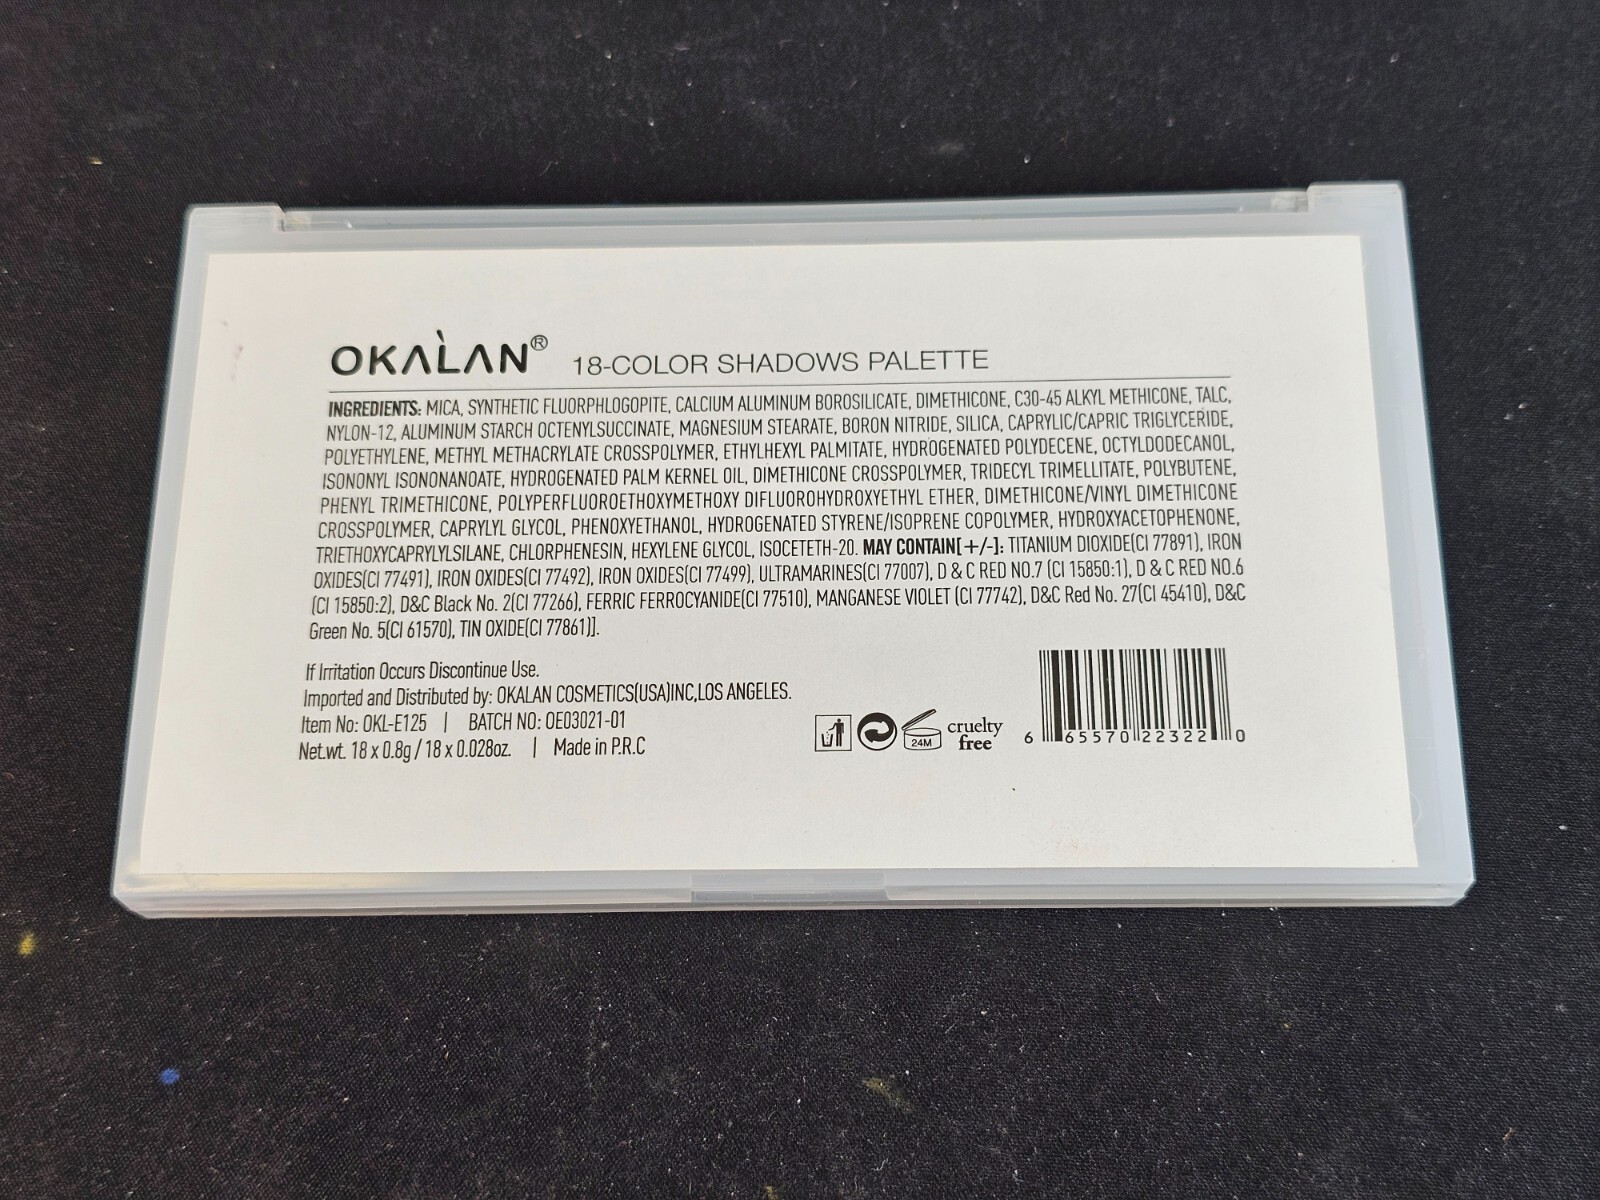 OKALAN® 18-COLOR SHADOWS PALETTE
INGREDIENTS: MICA, SYNTHETIC FLUORPHLOGOPITE, CALCIUM ALUMINUM BOROSILICATE, DIMETHICONE, C30-45 ALKYL METHICONE, TALC,
NYLON-12, ALUMINUM STARCH OCTENYLSUCCINATE, MAGNESIUM STEARATE, BORON NITRIDE, SILICA, CAPRYLIC/CAPRIC TRIGLYCERIDE,
POLYETHYLENE, METHYL METHACRYLATE CROSSPOLYMER, ETHYLHEXYL PALMITATE, HYDROGENATED POLYDECENE, OCTYLDODECANOL,
ISONONYL ISONONANOATE, HYDROGENATED PALM KERNEL OIL, DIMETHICONE CROSSPOLYMER, TRIDECYL TRIMELLITATE, POLYBUTENE,
PHENYL TRIMETHICONE, POLYPERFLUOROETHOXYMETHOXY DIFLUOROHYDROXYETHYL ETHER, DIMETHICONE/VINYL DIMETHICONE
CROSSPOLYMER, CAPRYLYL GLYCOL, PHENOXYETHANOL, HYDROGENATED STYRENE/ISOPRENE COPOLYMER, HYDROXYACETOPHENONE,
TRIETHOXYCAPRYLYLSILANE, CHLORPHENESIN, HEXYLENE GLYCOL, ISOCETETH-20. MAY CONTAIN[+/-]: TITANIUM DIOXIDE(CI 77891), IRON
OXIDES(CI 77491), IRON OXIDES(CI 77492), IRON OXIDES(CI 77499), ULTRAMARINES(CI 77007), D & C RED NO.7 (CI 15850:1), D & C RED NO.6
(CI 15850:2), D&C Black No. 2(CI 77266), FERRIC FERROCYANIDE(CI 77510), MANGANESE VIOLET (CI 77742), D&C Red No. 27(CI 45410), D&C
Green No. 5(CI 61570), TIN OXIDE(CI 77861)].
If Irritation Occurs Discontinue Use.
Imported and Distributed by: OKALAN COSMETICS(USA)INC,LOS ANGELES.
Item No: OKL-E125 | BATCH NO: OE03021-01
Net.wt. 18 x 0.8g / 18 x 0.028oz. | Made in P.R.C
24M
cruelty
free
6 65570 22322 0